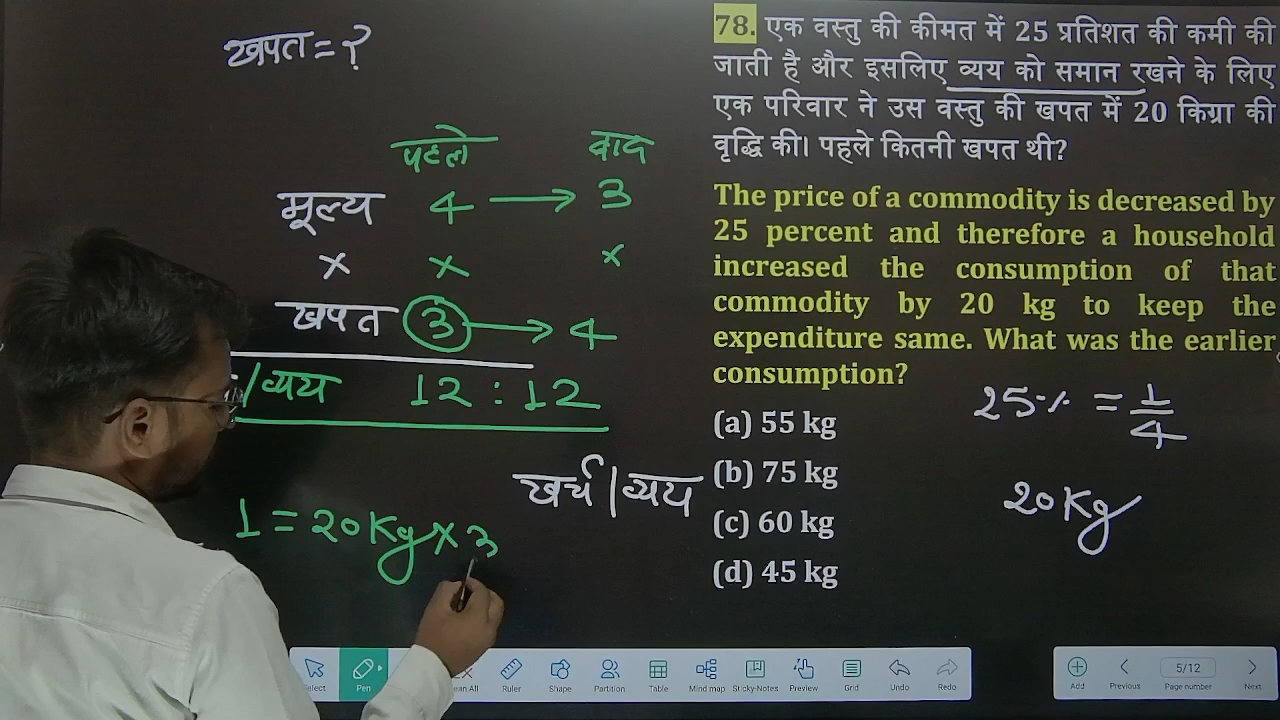 खपत = ?
पहले बाद
मूल्य 4 → 3
× × ×
खपत 3 → 4
/व्यय 12 : 12
खर्च/व्यय
1 = 20 Kg × 3
78. एक वस्तु की कीमत में 25 प्रतिशत की कमी की
जाती है और इसलिए व्यय को समान रखने के लिए
एक परिवार ने उस वस्तु की खपत में 20 किग्रा की
वृद्धि की। पहले कितनी खपत थी?
The price of a commodity is decreased by
25 percent and therefore a household
increased the consumption of that
commodity by 20 kg to keep the
expenditure same. What was the earlier
consumption?
(a) 55 kg
(b) 75 kg
(c) 60 kg
(d) 45 kg
25% = 1/4
20 Kg
Pen Ruler Shape Partition Table Mind map Sticky-Notes Preview Grid Undo Redo
Add Previous 5/12 Page number Next